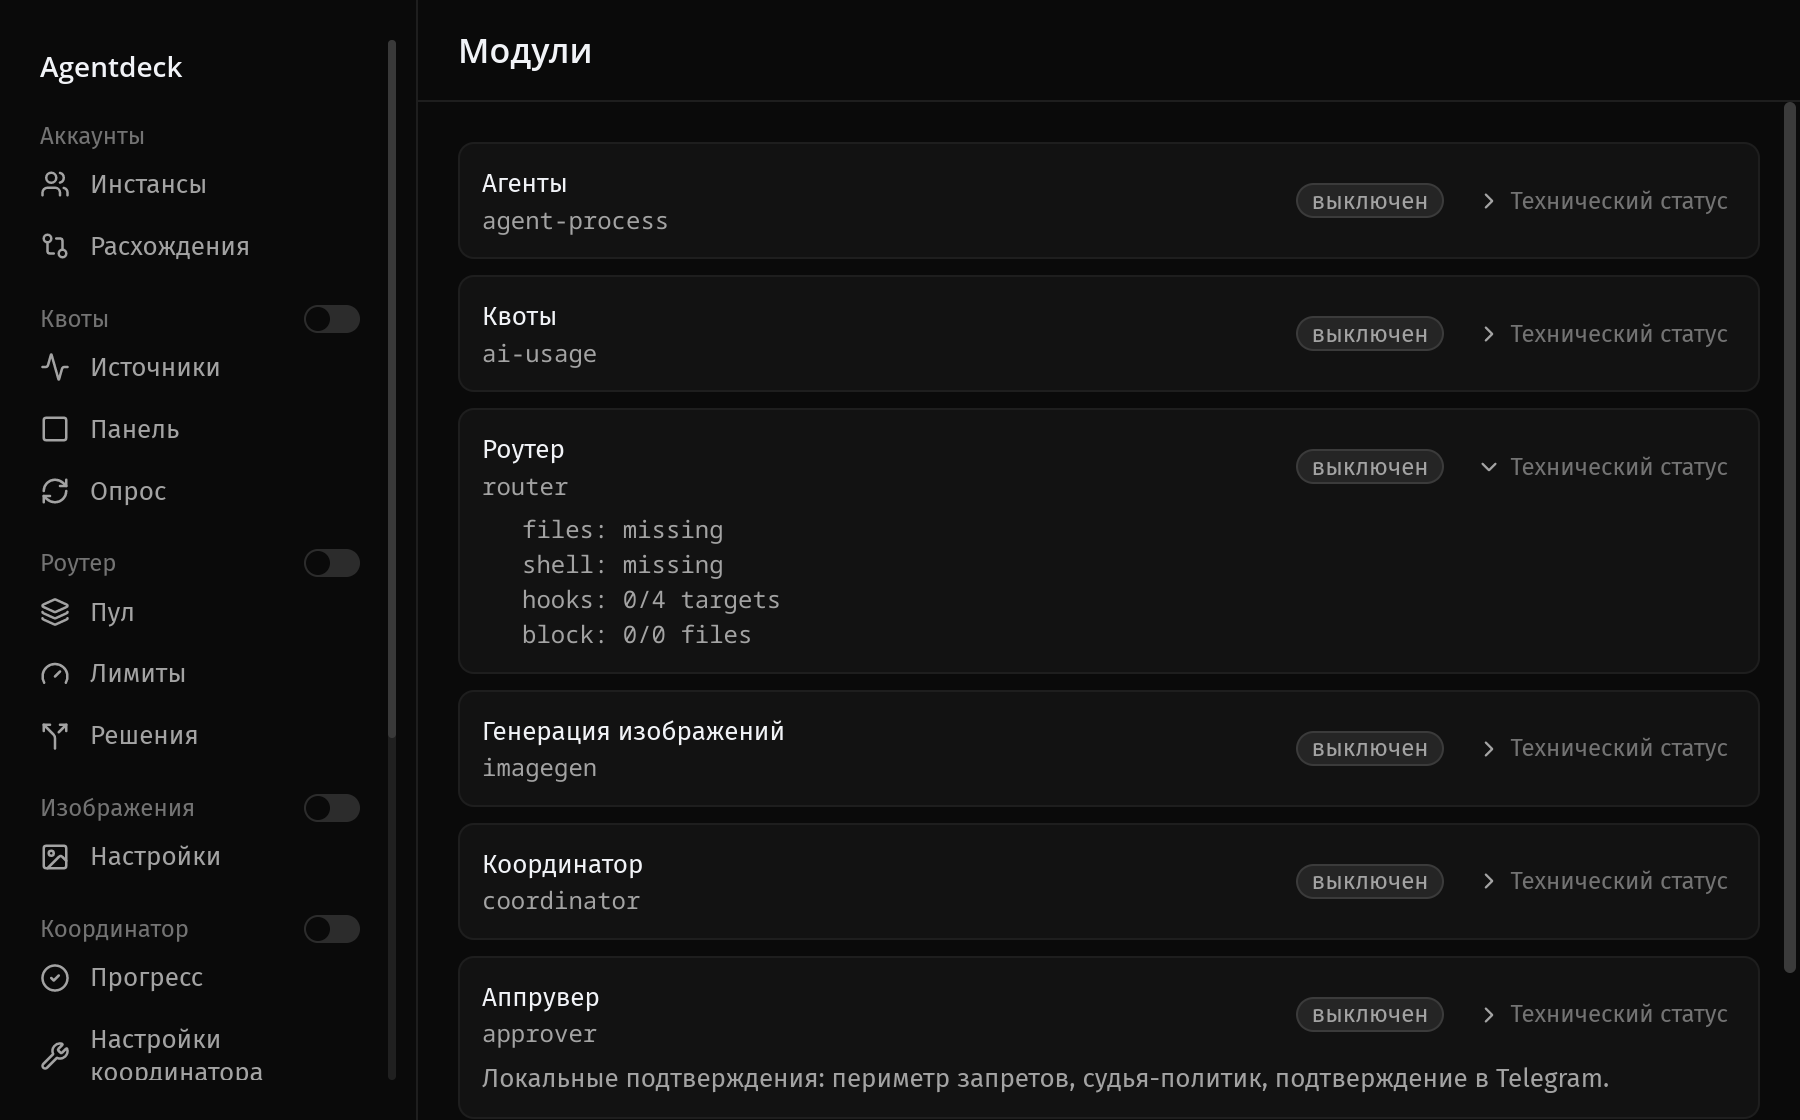 Agentdeck
Аккаунты
Инстансы
Расхождения
Квоты
Источники
Панель
Опрос
Роутер
Пул
Лимиты
Решения
Изображения
Настройки
Координатор
Прогресс
Настройки
координатора
Модули
Агенты
agent-process
выключен
Технический статус
Квоты
ai-usage
выключен
Технический статус
Роутер
router
выключен
Технический статус
files: missing
shell: missing
hooks: 0/4 targets
block: 0/0 files
Генерация изображений
imagegen
выключен
Технический статус
Координатор
coordinator
выключен
Технический статус
Аппрувер
approver
выключен
Технический статус
Локальные подтверждения: периметр запретов, судья-политик, подтверждение в Telegram.